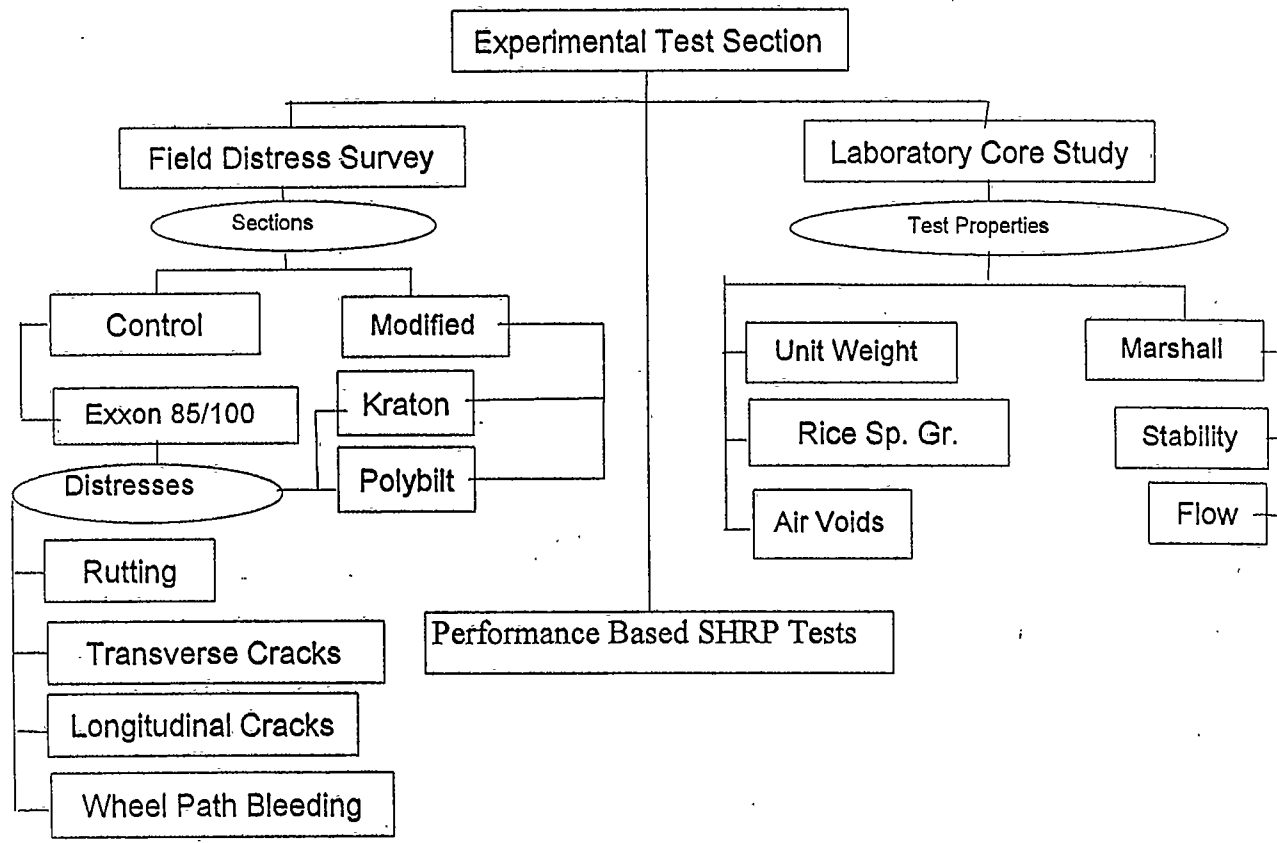 Experimental Test Section
Field Distress Survey
Laboratory Core Study
Sections
Test Properties
Control
Modified
Unit Weight
Marshall
Exxon 85/100
Kraton
Rice Sp. Gr.
Stability
Distresses
Polybilt
Air Voids
Flow
Rutting
Performance Based SHRP Tests
Transverse Cracks
Longitudinal Cracks
Wheel Path Bleeding